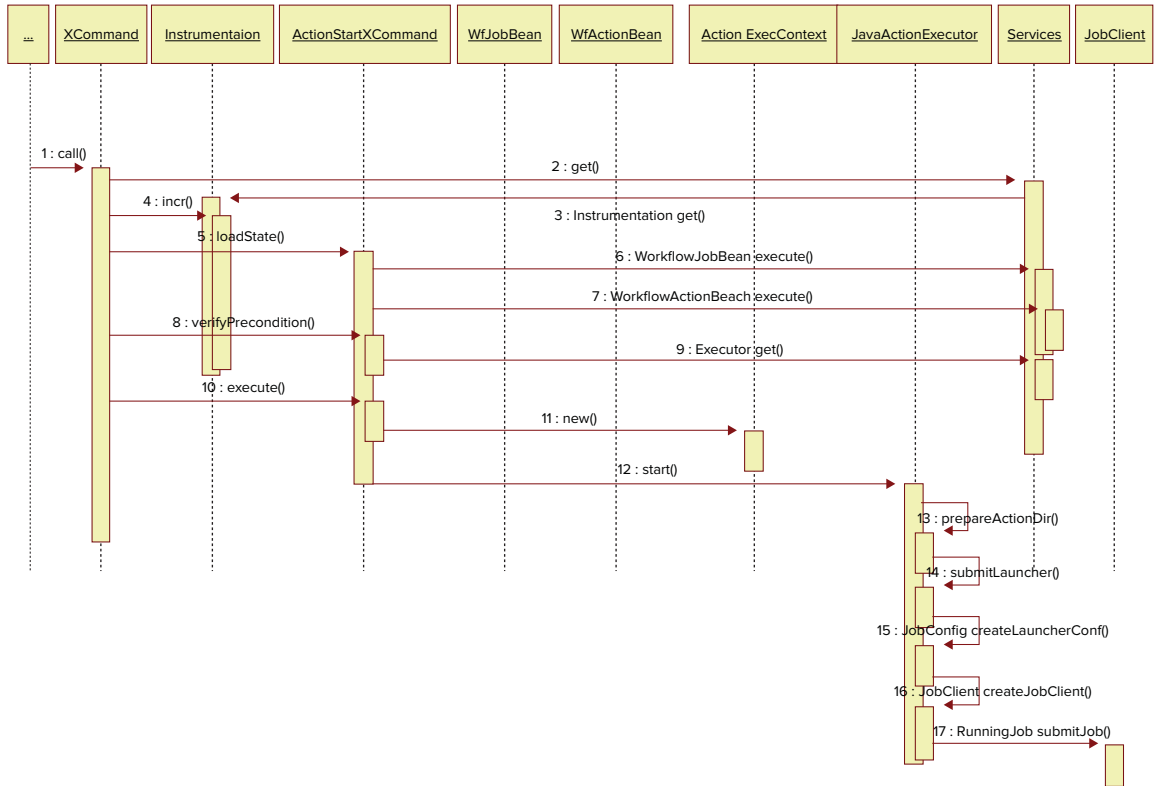 ...
XCommand
Instrumentaion
ActionStartXCommand
WfJobBean
WfActionBean
Action ExecContext
JavaActionExecutor
Services
JobClient
1 : call()
2 : get()
3 : Instrumentation get()
4 : incr()
5 : loadState()
6 : WorkflowJobBean execute()
7 : WorkflowActionBeach execute()
8 : verifyPrecondition()
9 : Executor get()
10 : execute()
11 : new()
12 : start()
13 : prepareActionDir()
14 : submitLauncher()
15 : JobConfig createLauncherConf()
16 : JobClient createJobClient()
17 : RunningJob submitJob()